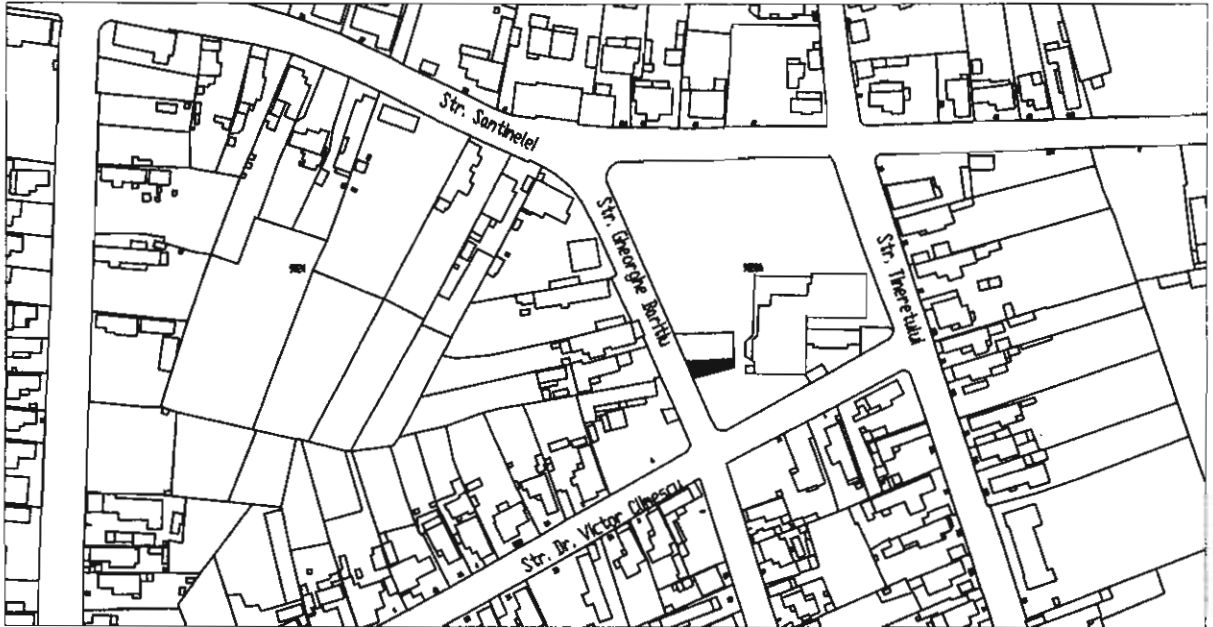 Str. Santinelei
Str. Gheorghe Baritiu
Str. Tineretului
Str. Dr. Victor Climescu